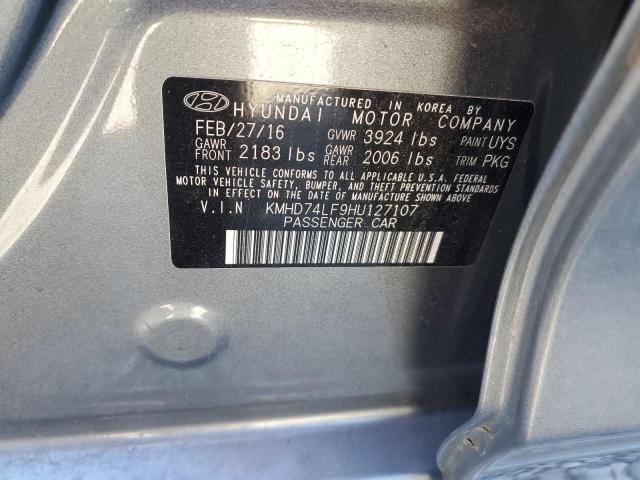 MANUFACTURED IN KOREA BY
HYUNDAI MOTOR COMPANY
FEB/27/16 GVWR 3924 lbs PAINT UYS
GAWR FRONT 2183 lbs GAWR REAR 2006 lbs TRIM PKG
THIS VEHICLE CONFORMS TO ALL APPLICABLE U.S.A. FEDERAL
MOTOR VEHICLE SAFETY, BUMPER, AND THEFT PREVENTION STANDARDS
IN EFFECT ON THE DATE OF MANUFACTURE SHOWN ABOVE.
V.I.N KMHD74LF9HU127107
PASSENGER CAR